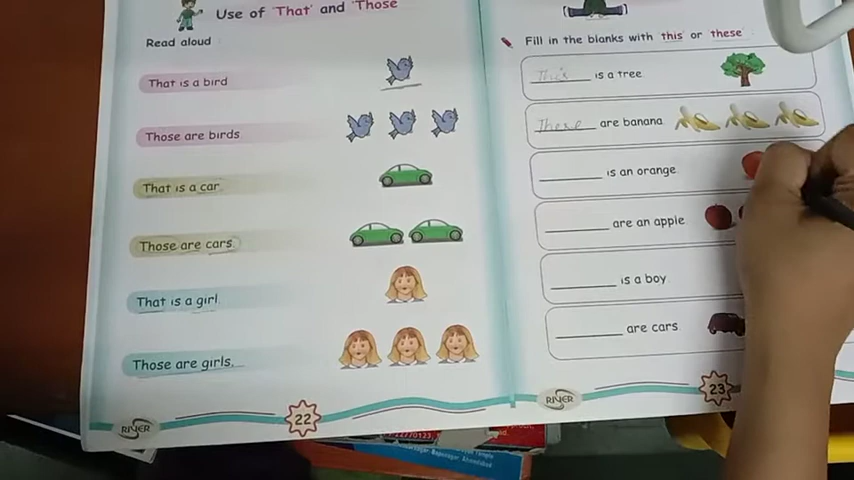 Use of 'That' and 'Those
Read aloud
That is a bird
Those are birds.
That is a car.
Those are cars.
That is a girl.
Those are girls.
RIVER
22
Fill in the blanks with this or these
This is a tree
These are banana.
is an orange.
are an apple
is a boy
are cars
RIVER
23